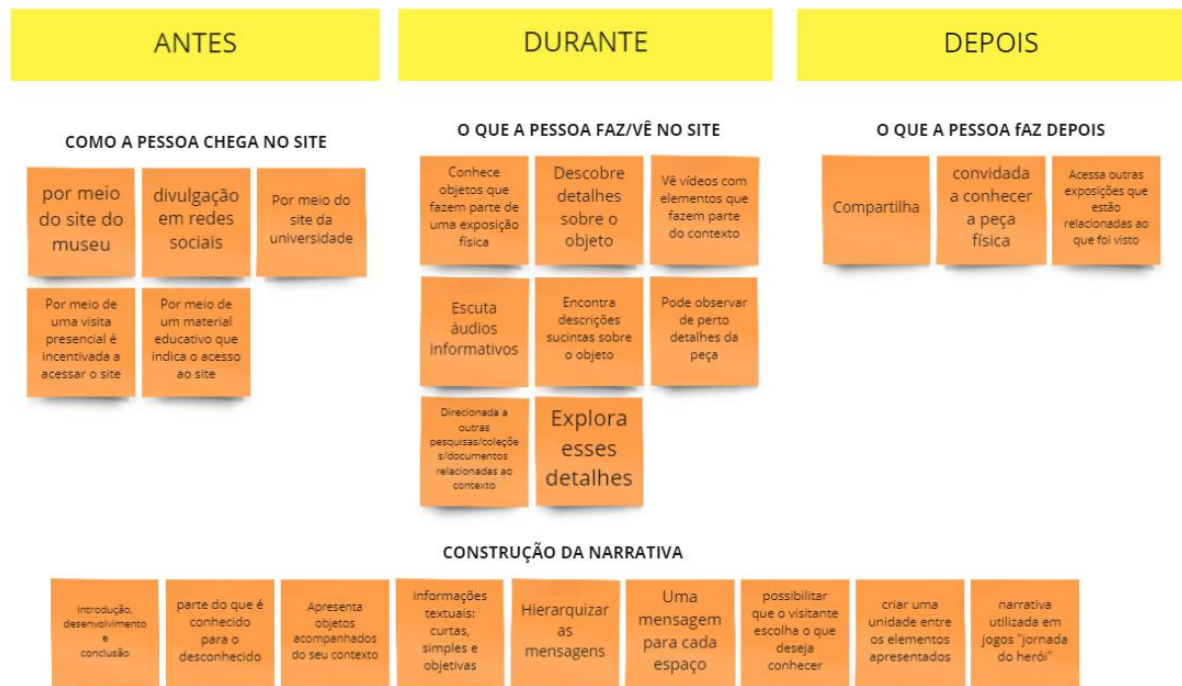 ANTES
DURANTE
DEPOIS
COMO A PESSOA CHEGA NO SITE
por meio
do site do
museu
divulgação
em redes
sociais
Por meio do
site da
universidade
Por meio de
uma visita
presencial é
incentivada a
acessar o site
Por meio de
um material
educativo que
indica o acesso
ao site
O QUE A PESSOA FAZ/VÊ NO SITE
Conhece
objetos que
fazem parte de
uma exposição
física
Descobre
detalhes
sobre o
objeto
Vê vídeos com
elementos que
fazem parte
do contexto
Escuta
áudios
informativos
Encontra
descrições
sucintas sobre
o objeto
Pode observar
de perto
detalhes da
peça
Direcionada a
outras
pesquisas/coleçõe
s/documentos
relacionadas ao
contexto
Explora
esses
detalhes
O QUE A PESSOA fAZ DEPOIS
Compartilha
convidada
a conhecer
a peça
física
Acessa outras
exposições que
estão
relacionadas ao
que foi visto
CONSTRUÇÃO DA NARRATIVA
introdução,
desenvolvimento
e
conclusão
parte do que é
conhecido
para o
desconhecido
Apresenta
objetos
acompanhados
do seu contexto
informações
textuais:
curtas,
simples e
objetivas
Hierarquizar
as
mensagens
Uma
mensagem
para cada
espaço
possibilitar
que o visitante
escolha o que
deseja
conhecer
criar uma
unidade entre
os elementos
apresentados
narrativa
utilizada em
jogos "jornada
do herói"